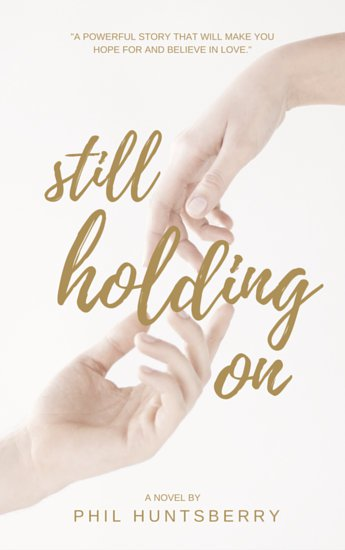 "A POWERFUL STORY THAT WILL MAKE YOU
HOPE FOR AND BELIEVE IN LOVE."
still
holding
on
A NOVEL BY
PHIL HUNTSBERRY